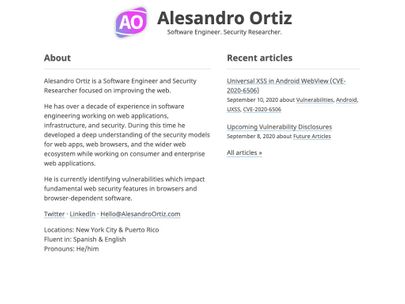 AO
Alesandro Ortiz
Software Engineer. Security Researcher.
About
Alesandro Ortiz is a Software Engineer and Security
Researcher focused on improving the web.
He has over a decade of experience in software
engineering working on web applications,
infrastructure, and security. During this time he
developed a deep understanding of the security models
for web apps, web browsers, and the wider web
ecosystem while working on consumer and enterprise
web applications.
He is currently identifying vulnerabilities which impact
fundamental web security features in browsers and
browser-dependent software.
Twitter · LinkedIn · Hello@AlesandroOrtiz.com
Locations: New York City & Puerto Rico
Fluent in: Spanish & English
Pronouns: He/him
Recent articles
Universal XSS in Android WebView (CVE-
2020-6506)
September 10, 2020 about Vulnerabilities, Android,
UXSS, CVE-2020-6506
Upcoming Vulnerability Disclosures
September 8, 2020 about Future Articles
All articles »